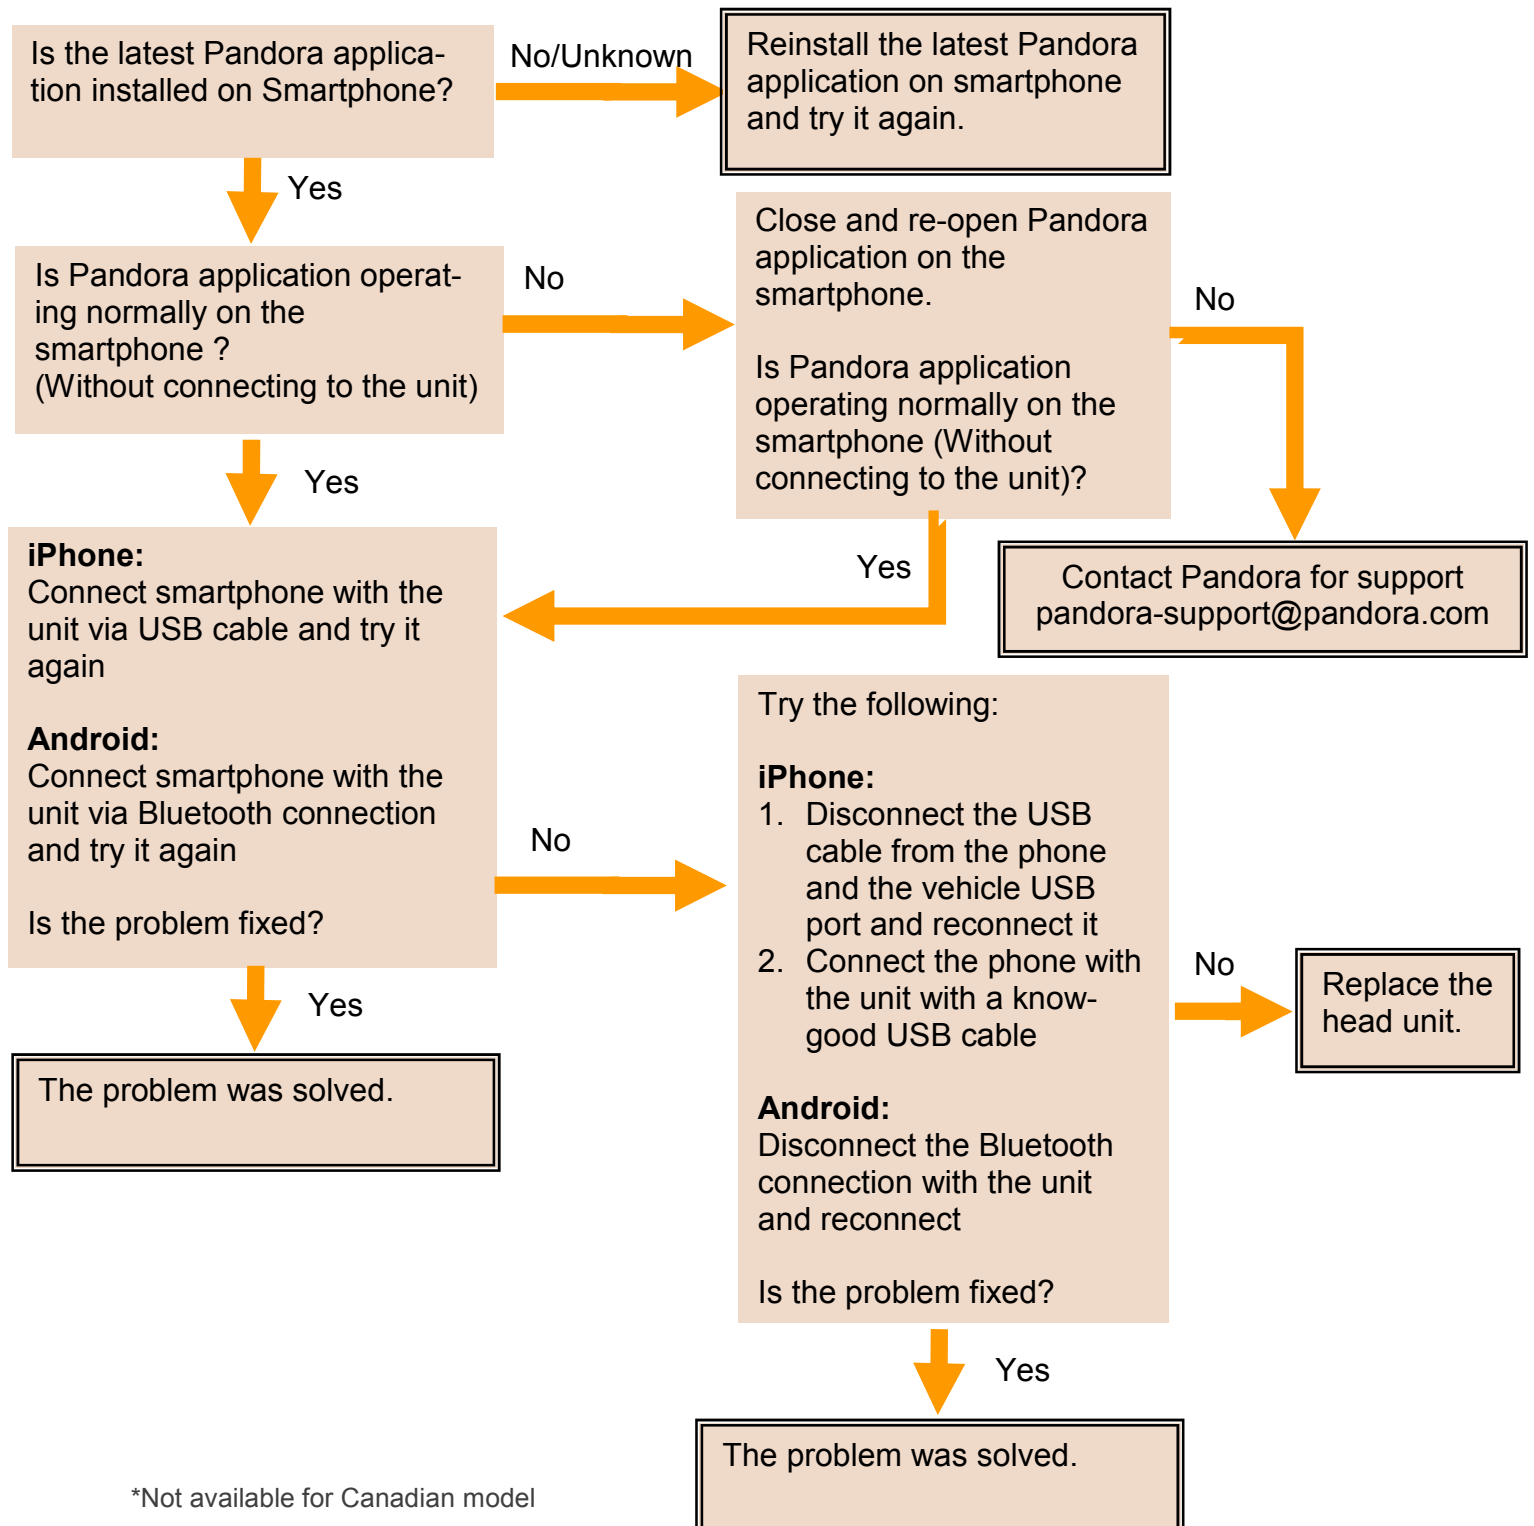 Is the latest Pandora applica-
tion installed on Smartphone?
No/Unknown
Reinstall the latest Pandora
application on smartphone
and try it again.
Yes
Is Pandora application operat-
ing normally on the
smartphone ?
(Without connecting to the unit)
No
Close and re-open Pandora
application on the
smartphone.
Is Pandora application
operating normally on the
smartphone (Without
connecting to the unit)?
No
Yes
Yes
Contact Pandora for support
pandora-support@pandora.com
iPhone:
Connect smartphone with the
unit via USB cable and try it
again
Android:
Connect smartphone with the
unit via Bluetooth connection
and try it again
Is the problem fixed?
No
Try the following:
iPhone:
1. Disconnect the USB
cable from the phone
and the vehicle USB
port and reconnect it
2. Connect the phone with
the unit with a know-
good USB cable
Android:
Disconnect the Bluetooth
connection with the unit
and reconnect
Is the problem fixed?
No
Replace the
head unit.
Yes
The problem was solved.
Yes
The problem was solved.
*Not available for Canadian model